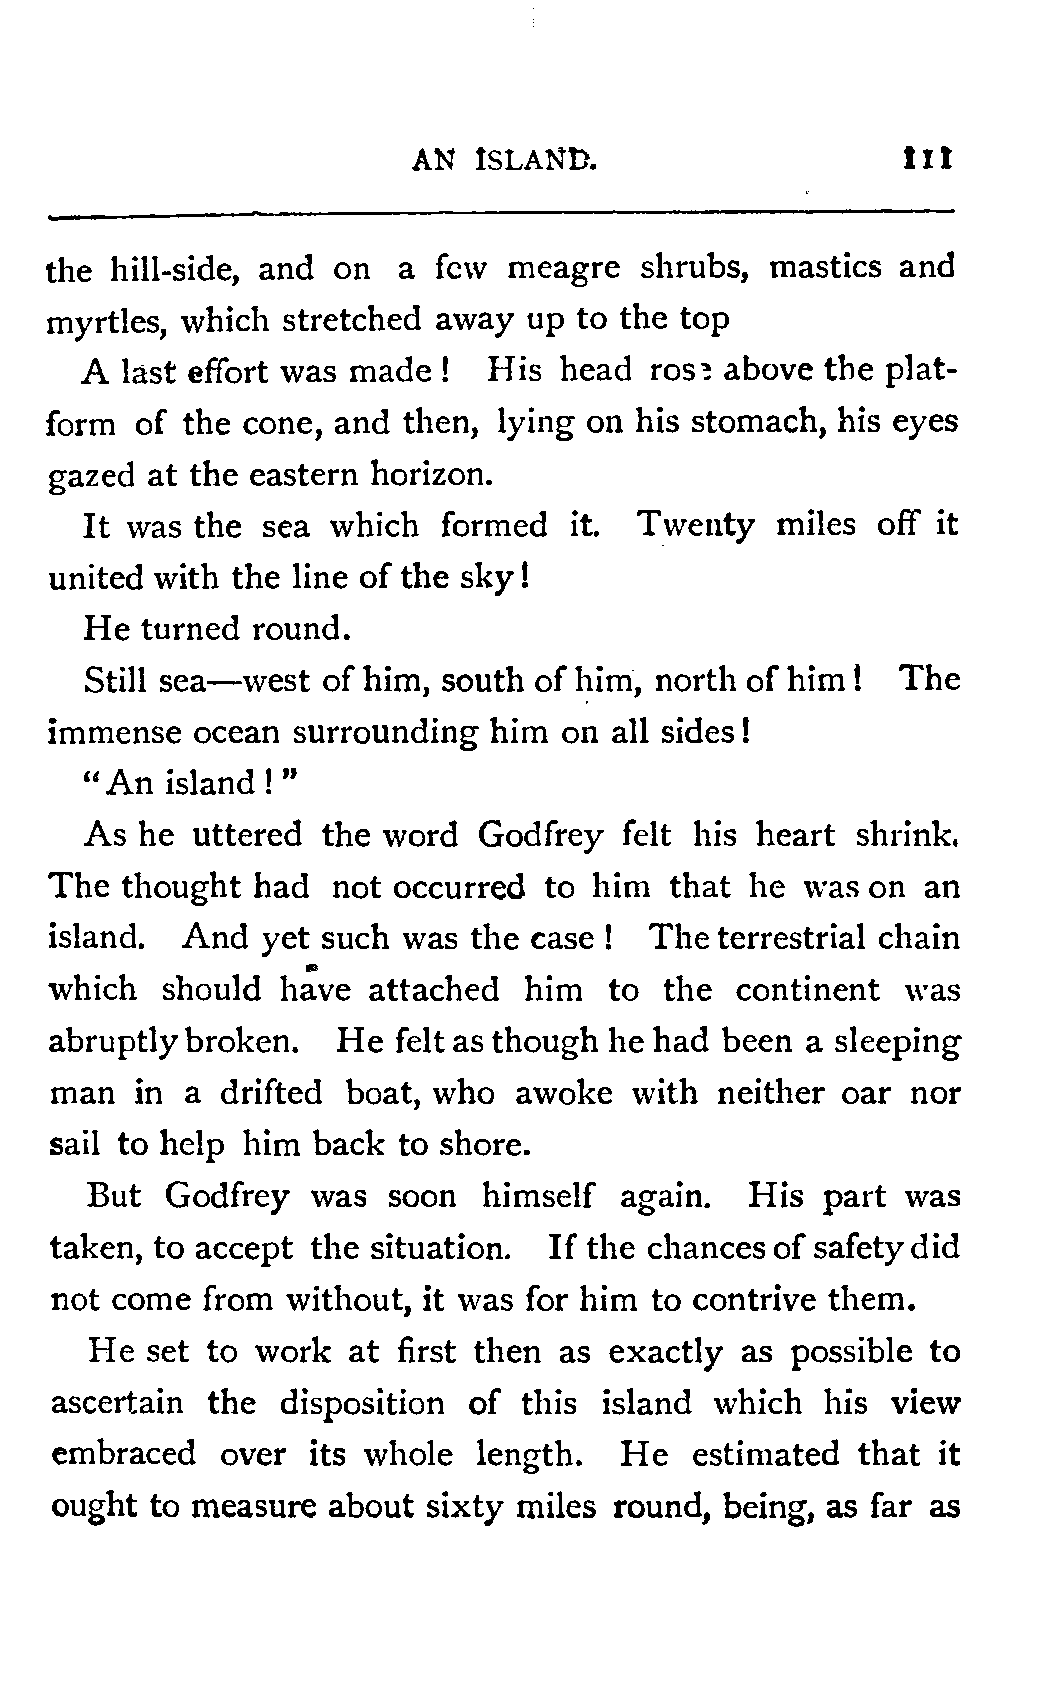 AN ISLAND. 111
the hill-side, and on a few meagre shrubs, mastics and
myrtles, which stretched away up to the top
A last effort was made! His head rose above the plat-
form of the cone, and then, lying on his stomach, his eyes
gazed at the eastern horizon.
It was the sea which formed it. Twenty miles off it
united with the line of the sky!
He turned round.
Still sea—west of him, south of him, north of him! The
immense ocean surrounding him on all sides!
"An island!"
As he uttered the word Godfrey felt his heart shrink.
The thought had not occurred to him that he was on an
island. And yet such was the case! The terrestrial chain
which should have attached him to the continent was
abruptly broken. He felt as though he had been a sleeping
man in a drifted boat, who awoke with neither oar nor
sail to help him back to shore.
But Godfrey was soon himself again. His part was
taken, to accept the situation. If the chances of safety did
not come from without, it was for him to contrive them.
He set to work at first then as exactly as possible to
ascertain the disposition of this island which his view
embraced over its whole length. He estimated that it
ought to measure about sixty miles round, being, as far as